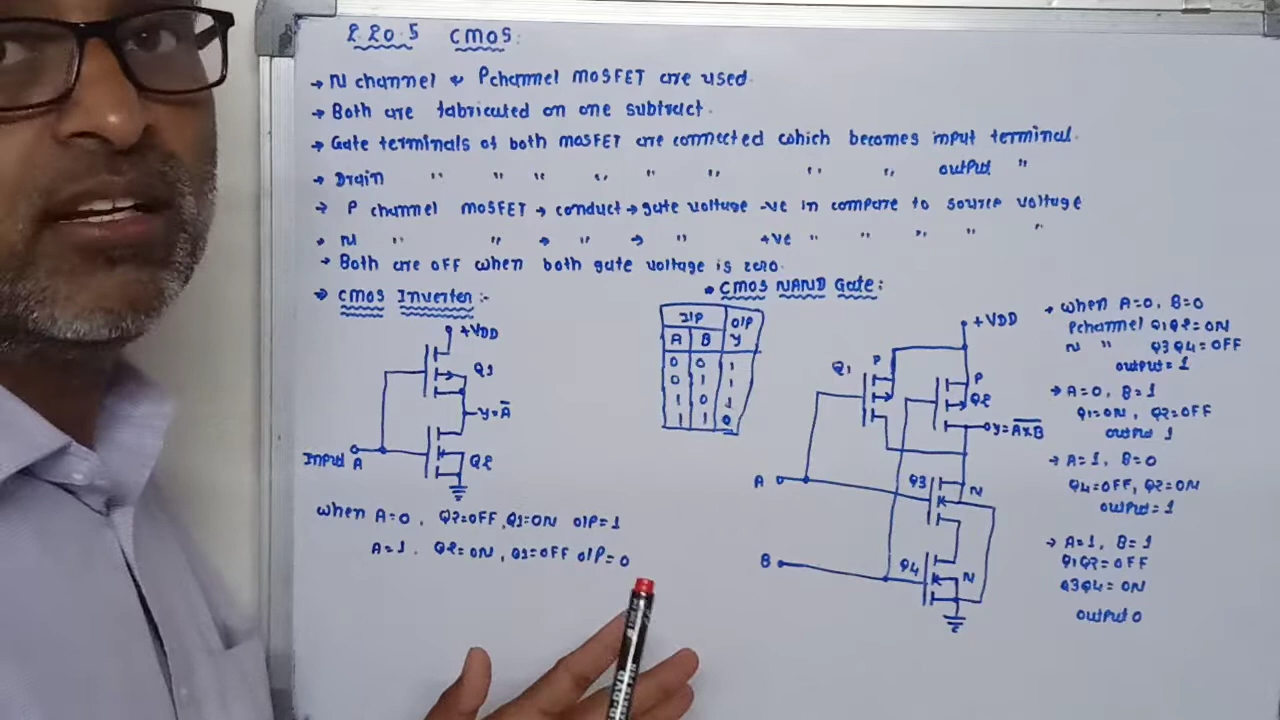 2.20.5 CMOS:
→ N channel & Pchannel MOSFET are used.
→ Both are fabricated on one subtract.
→ Gate terminals of both MOSFET are connected which becomes input terminal.
→ Drain " " " " " " " " output "
→ P channel MOSFET → conduct → gate voltage -ve in compare to source voltage
→ N " " → " → " +ve " " " " "
→ Both are OFF when both gate voltage is zero.
→ CMOS Inverter:-
+VDD
Q1
Y=A̅
Input A
Q2
When A=0, Q2=OFF, Q1=ON O/P=1
A=1. Q2=ON, Q1=OFF O/P=0
• CMOS NAND Gate:
I/P O/P
A B Y
0 0 1
0 1 1
1 0 1
1 1 0
+VDD
Q1 P
P
Q2
Y=A̅×̅B̅
A
Q3 N
B
Q4 N
→ When A=0, B=0
Pchannel Q1Q2=ON
N " Q3Q4=OFF
output=1
→ A=0, B=1
Q1=ON, Q2=OFF
output 1
→ A=1, B=0
Q4=OFF, Q2=ON
output=1
→ A=1, B=1
Q1Q2=OFF
Q3Q4=ON
output 0